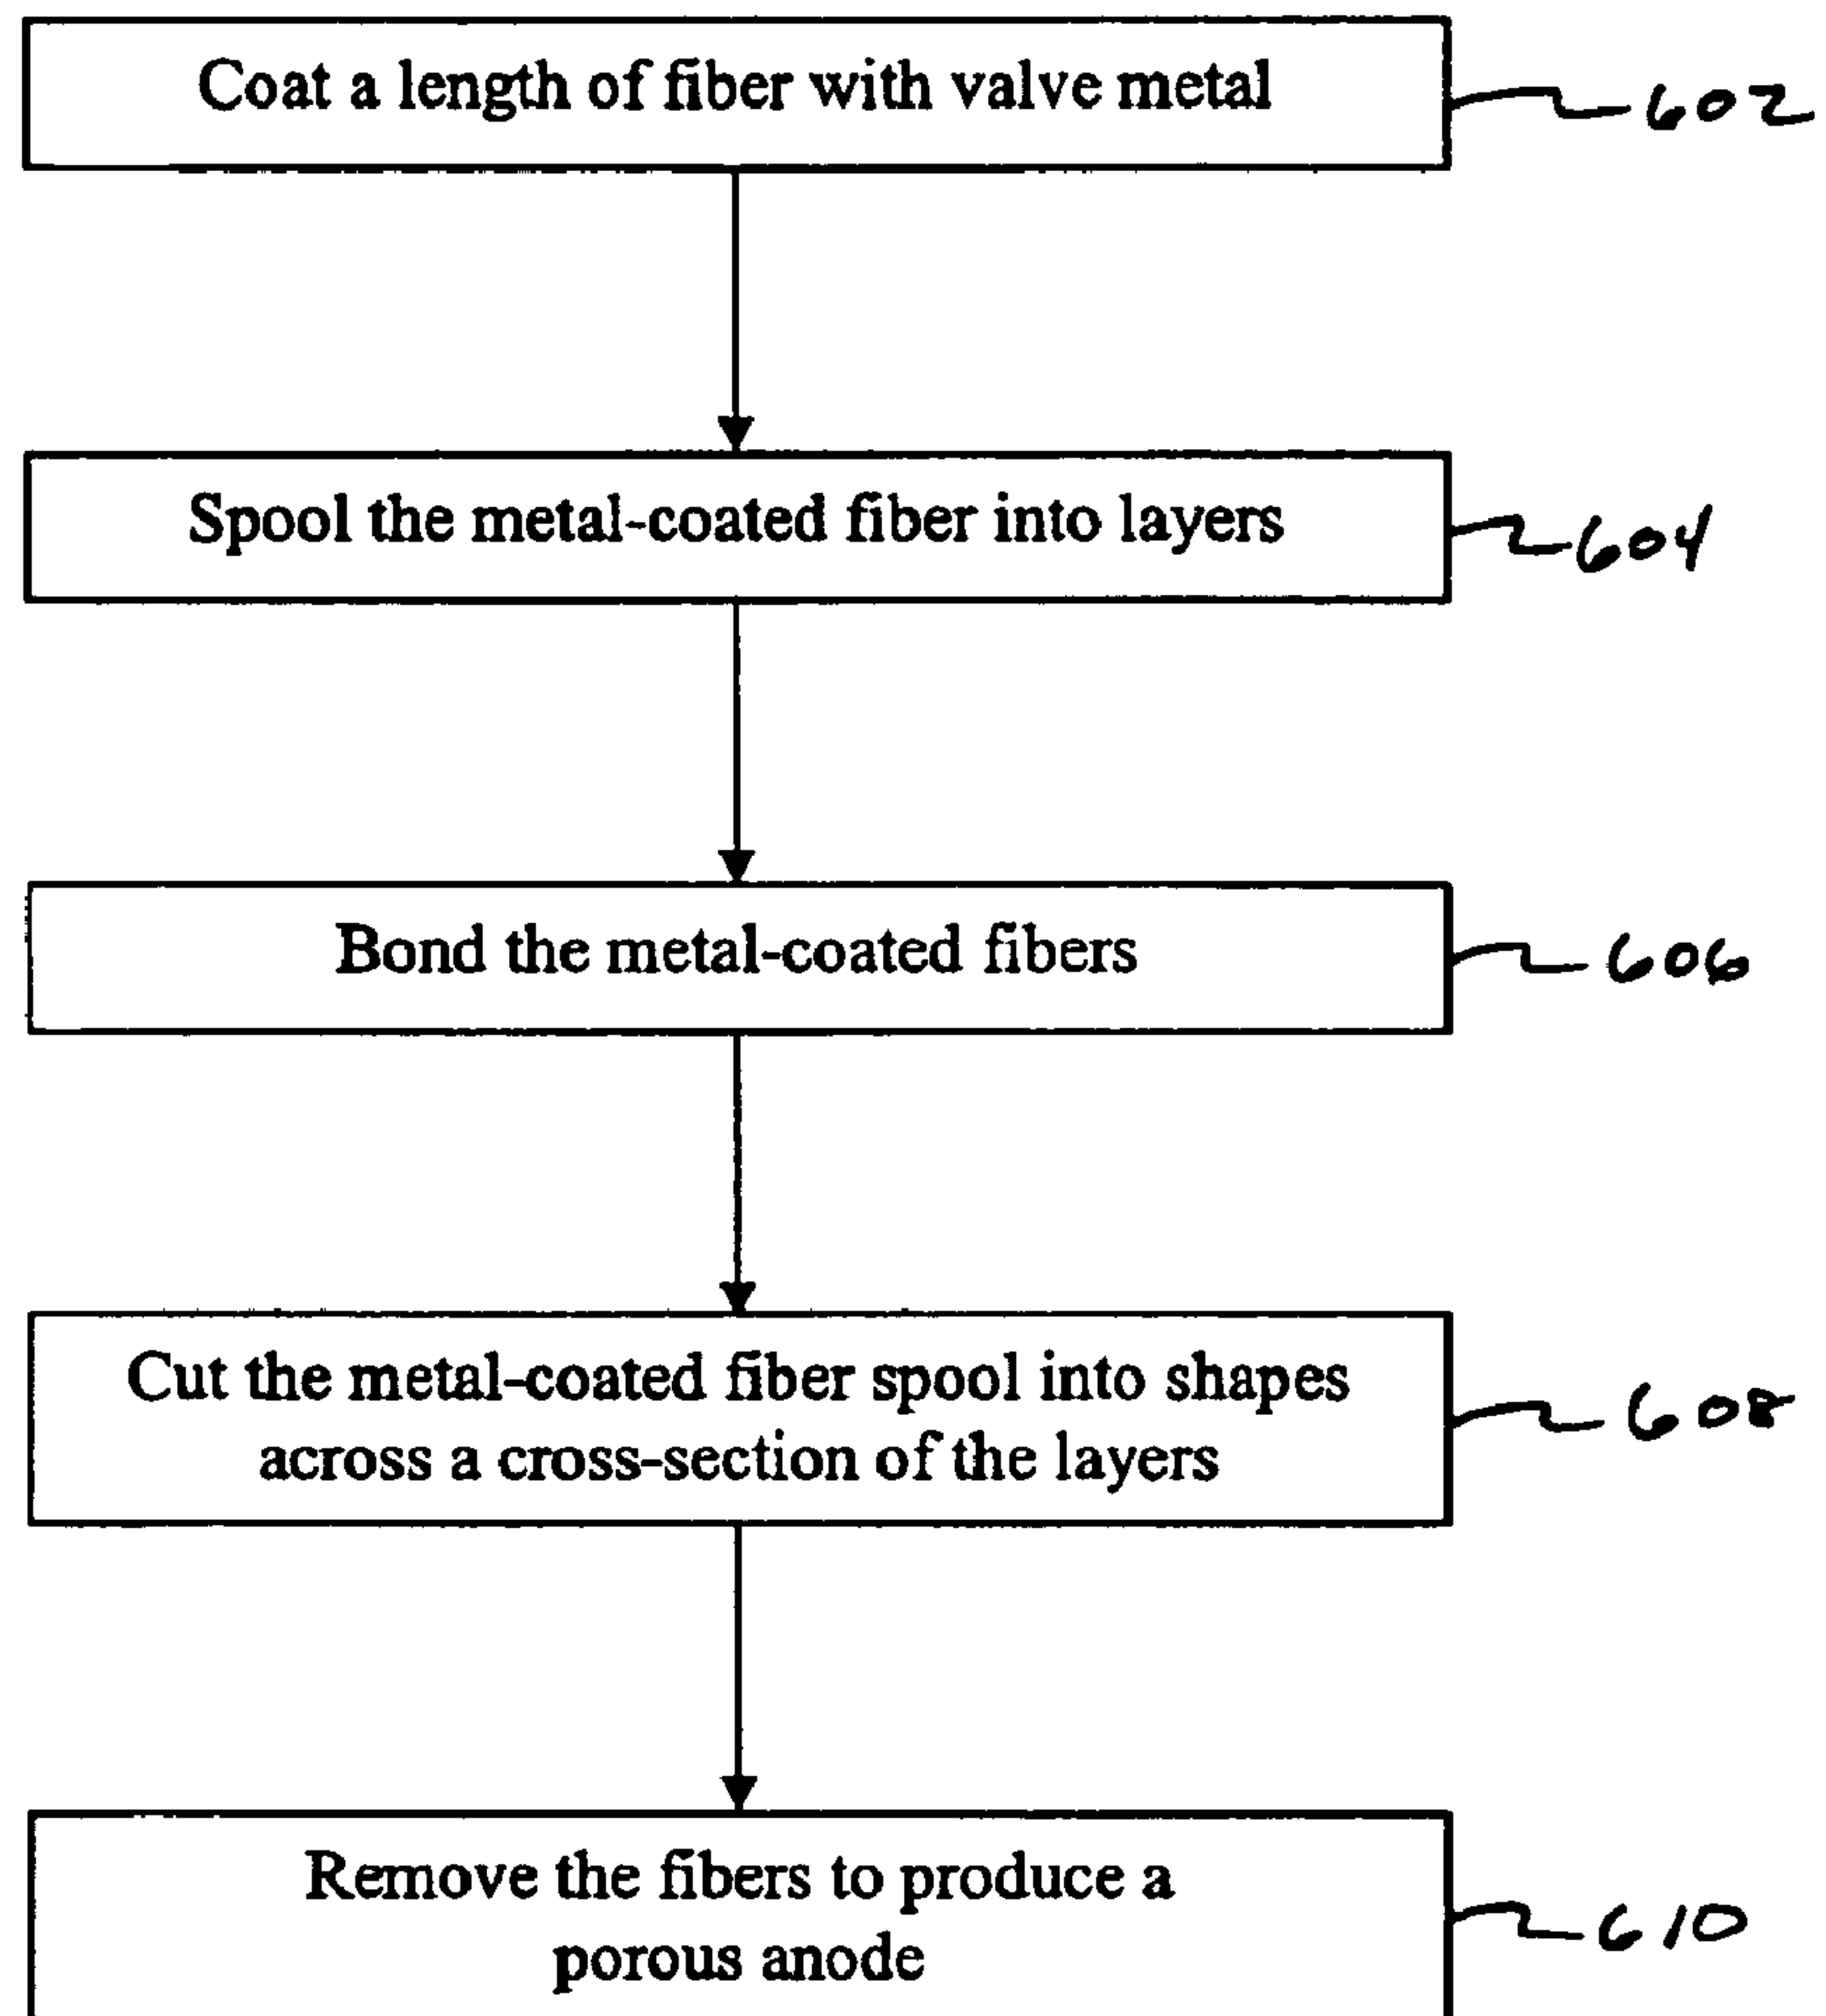 Coat a length of fiber with valve metal
602
Spool the metal-coated fiber into layers
604
Bond the metal-coated fibers
606
Cut the metal-coated fiber spool into shapes
across a cross-section of the layers
608
Remove the fibers to produce a
porous anode
610